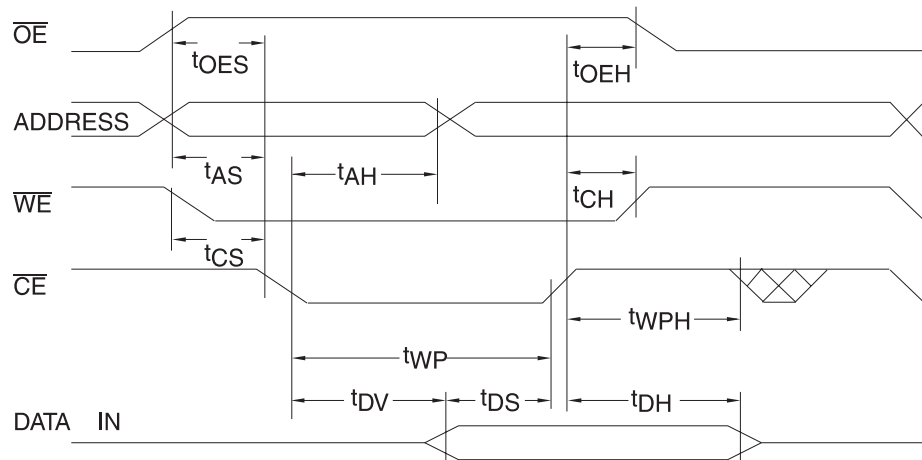 OE
tOES
tOEH
ADDRESS
tAS
tAH
tCH
WE
tCS
CE
tWPH
tWP
tDV
tDS
tDH
DATA IN